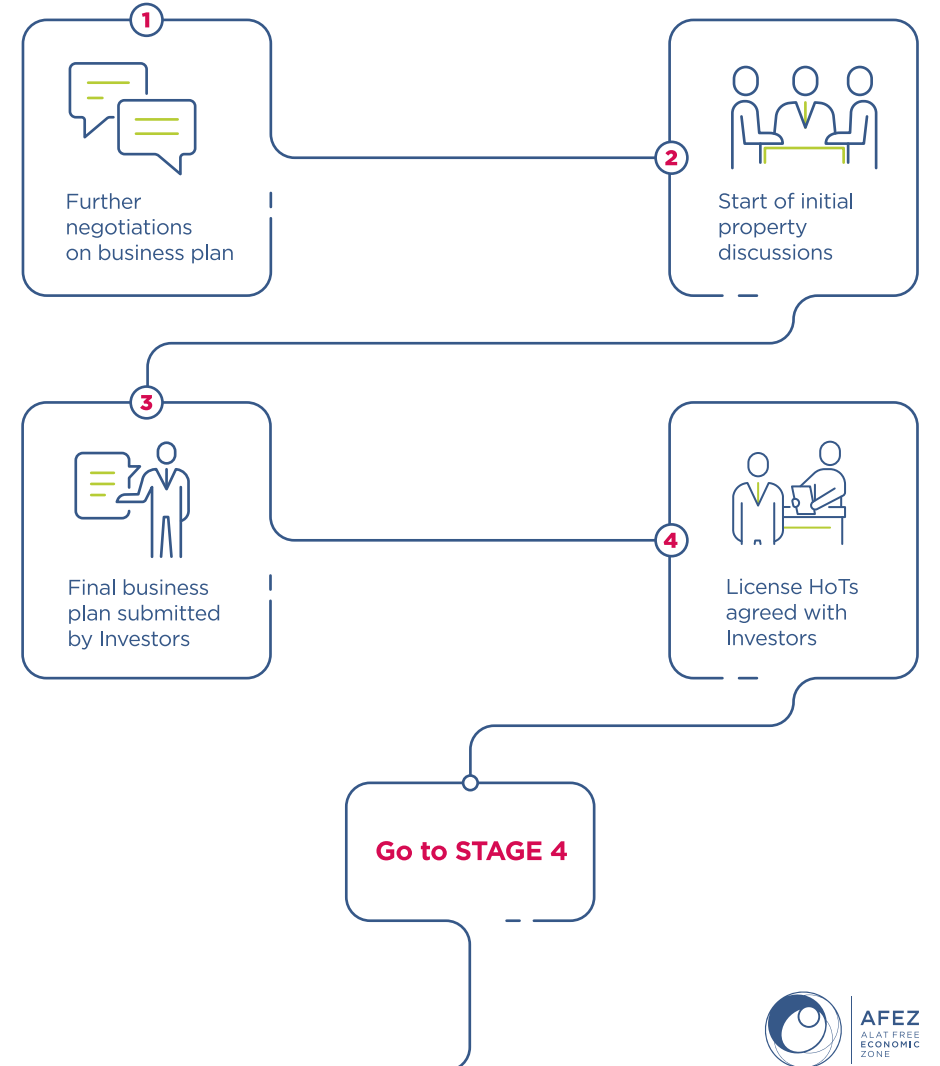 1
Further
negotiations
on business plan
2
Start of initial
property
discussions
3
Final business
plan submitted
by Investors
4
License HoTs
agreed with
Investors
Go to STAGE 4
AFEZ
ALAT FREE
ECONOMIC
ZONE